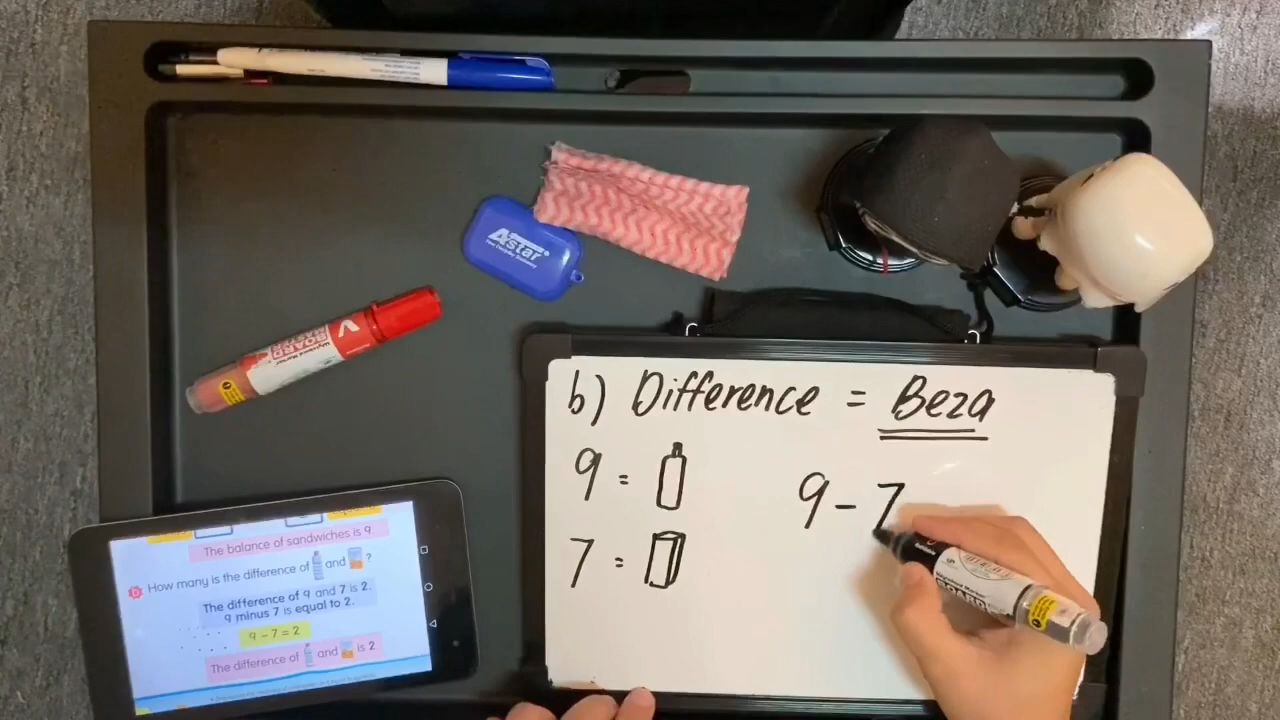 b) Difference = Beza
9 =
7 =
9 - 7
Astar
BOARD
MARKER
V
BOARD
The balance of sandwiches is 9
b How many is the difference of and ?
The difference of 9 and 7 is 2.
9 minus 7 is equal to 2.
9 - 7 = 2
The difference of and is 2